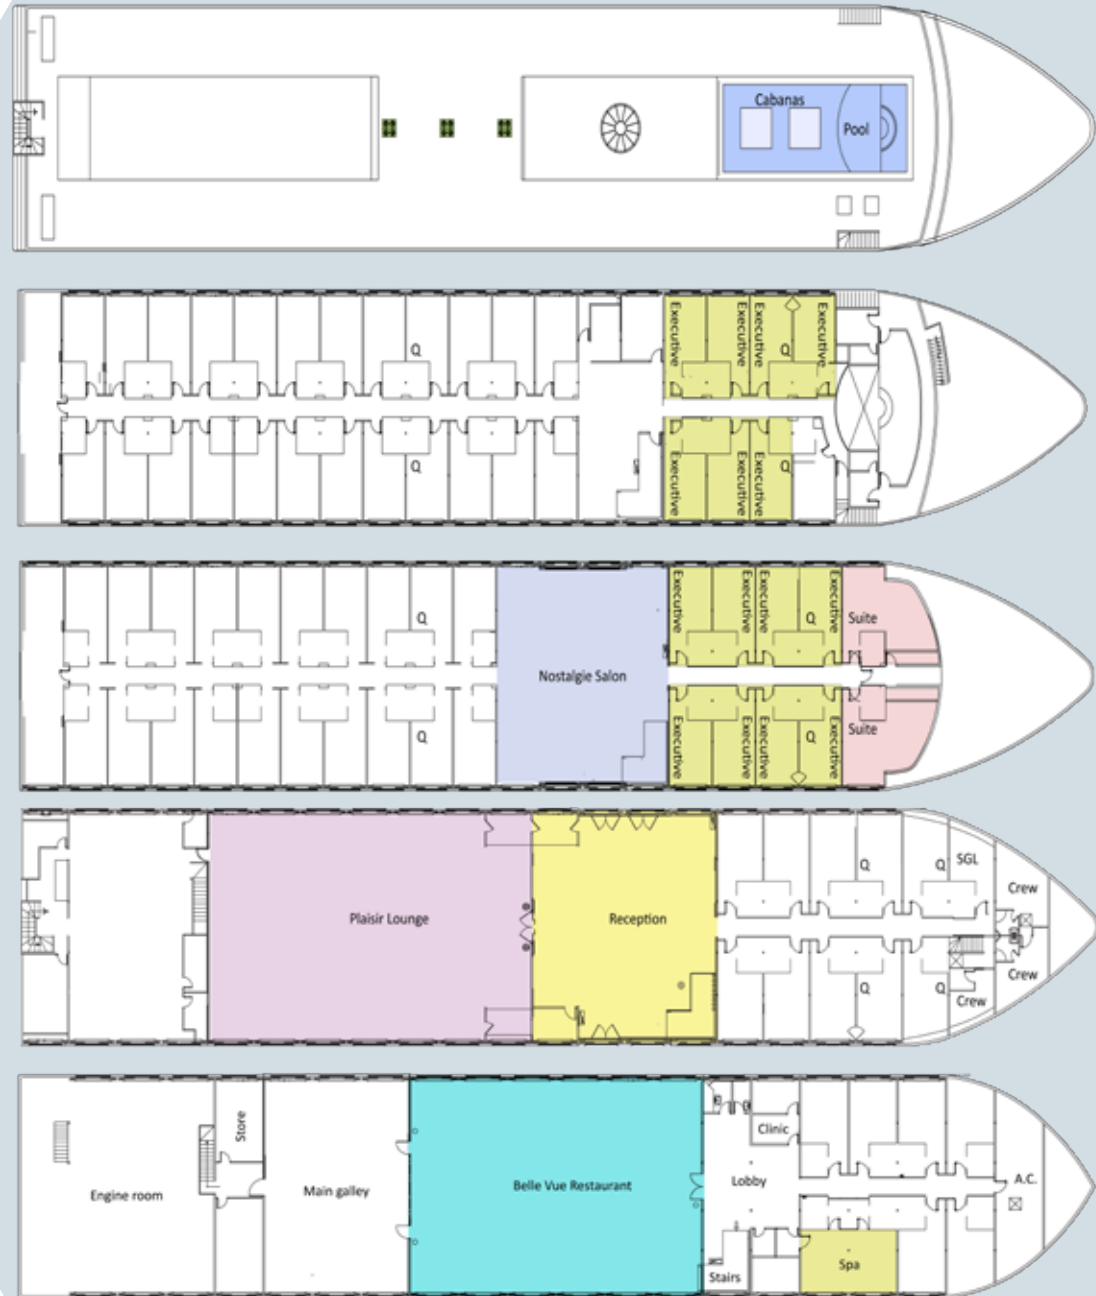 Cabanas
Pool
Executive
Executive
Executive
Executive
Q
Q
Q
Executive
Executive
Executive
Q
Q
Executive
Executive
Executive
Executive
Q
Suite
Nostalgie Salon
Q
Executive
Executive
Executive
Executive
Q
Suite
Plaisir Lounge
Reception
Q
Q
SGL
Crew
Q
Q
Crew
Crew
Engine room
Store
Main galley
Belle Vue Restaurant
Clinic
Lobby
A.C.
Spa
Stairs